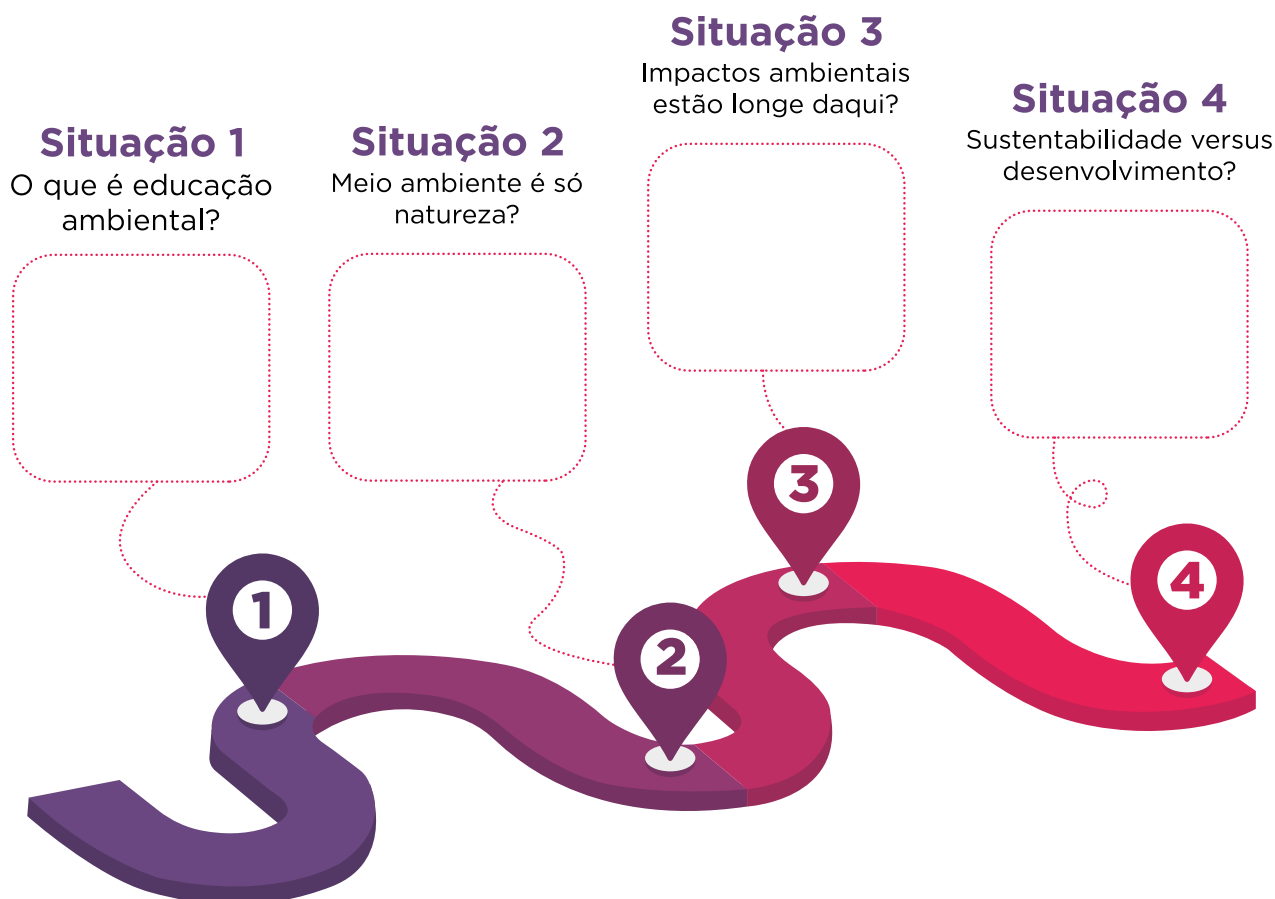 Situação 1
O que é educação
ambiental?
Situação 2
Meio ambiente é só
natureza?
Situação 3
Impactos ambientais
estão longe daqui?
Situação 4
Sustentabilidade versus
desenvolvimento?
1
2
3
4